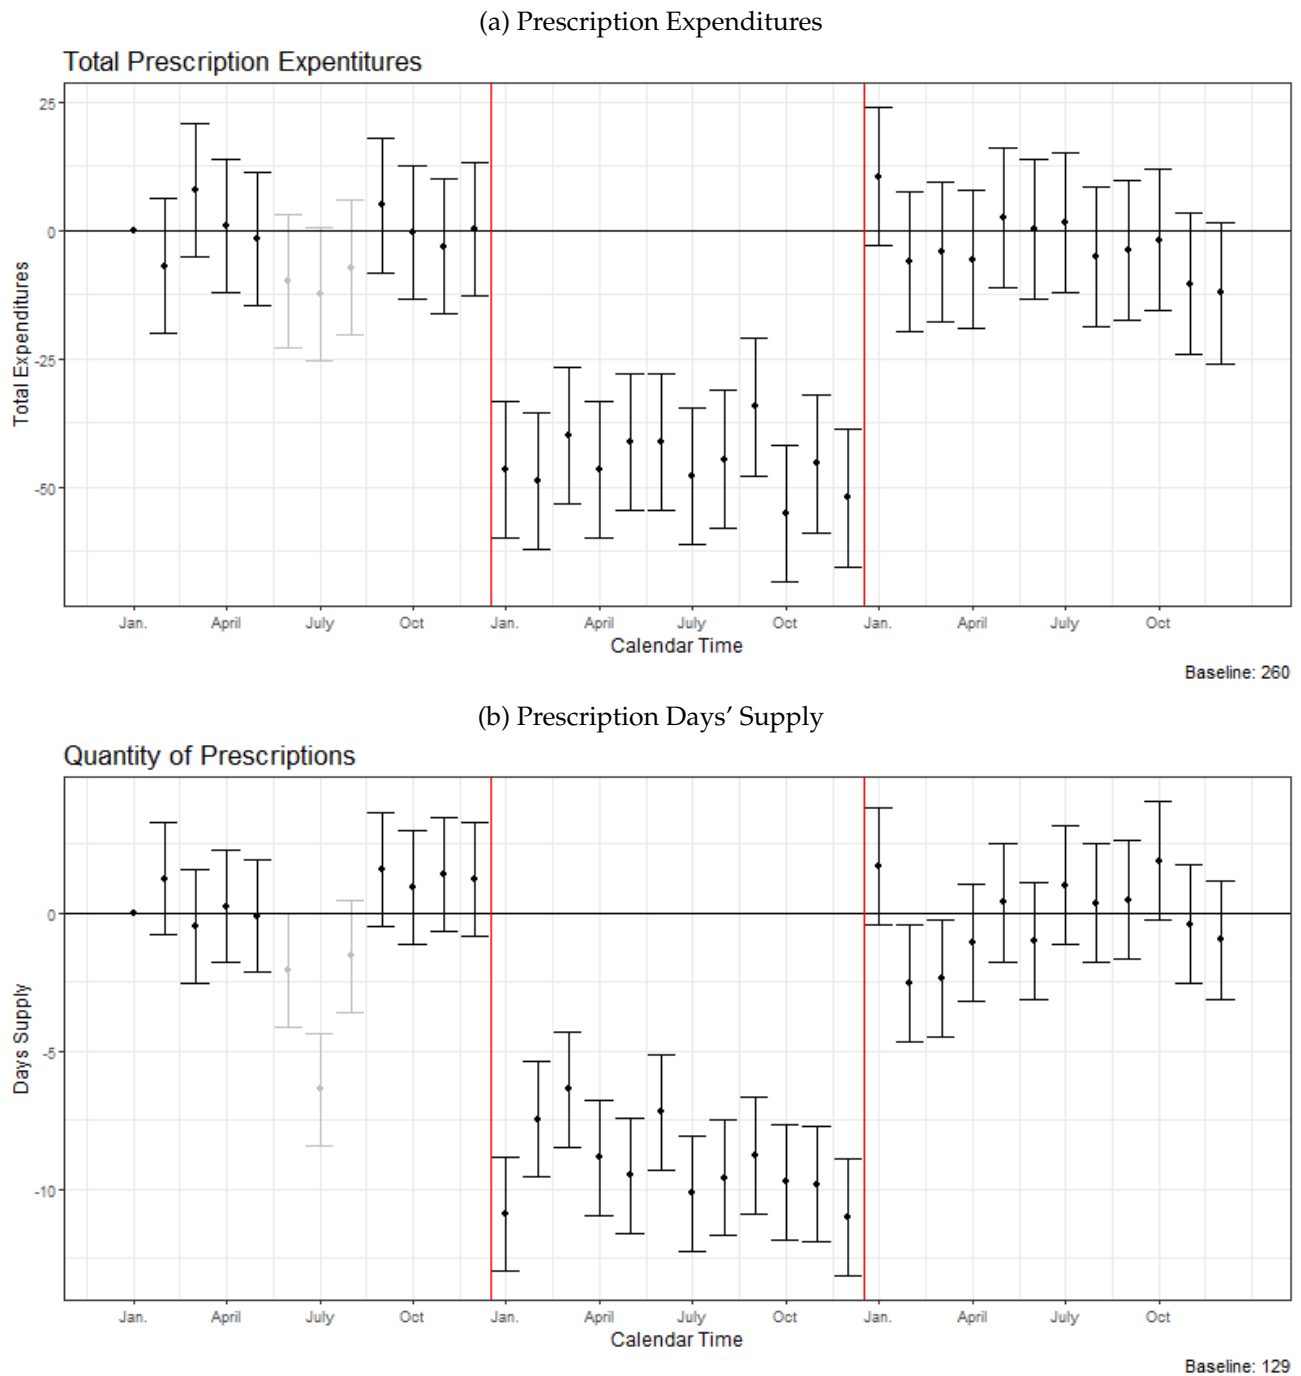 (a) Prescription Expenditures
Total Prescription Expentitures
Total Expenditures
25
0
-25
-50
Jan. April July Oct Jan. April July Oct Jan. April July Oct
Calendar Time
Baseline: 260
(b) Prescription Days’ Supply
Quantity of Prescriptions
Days Supply
0
-5
-10
Jan. April July Oct Jan. April July Oct Jan. April July Oct
Calendar Time
Baseline: 129